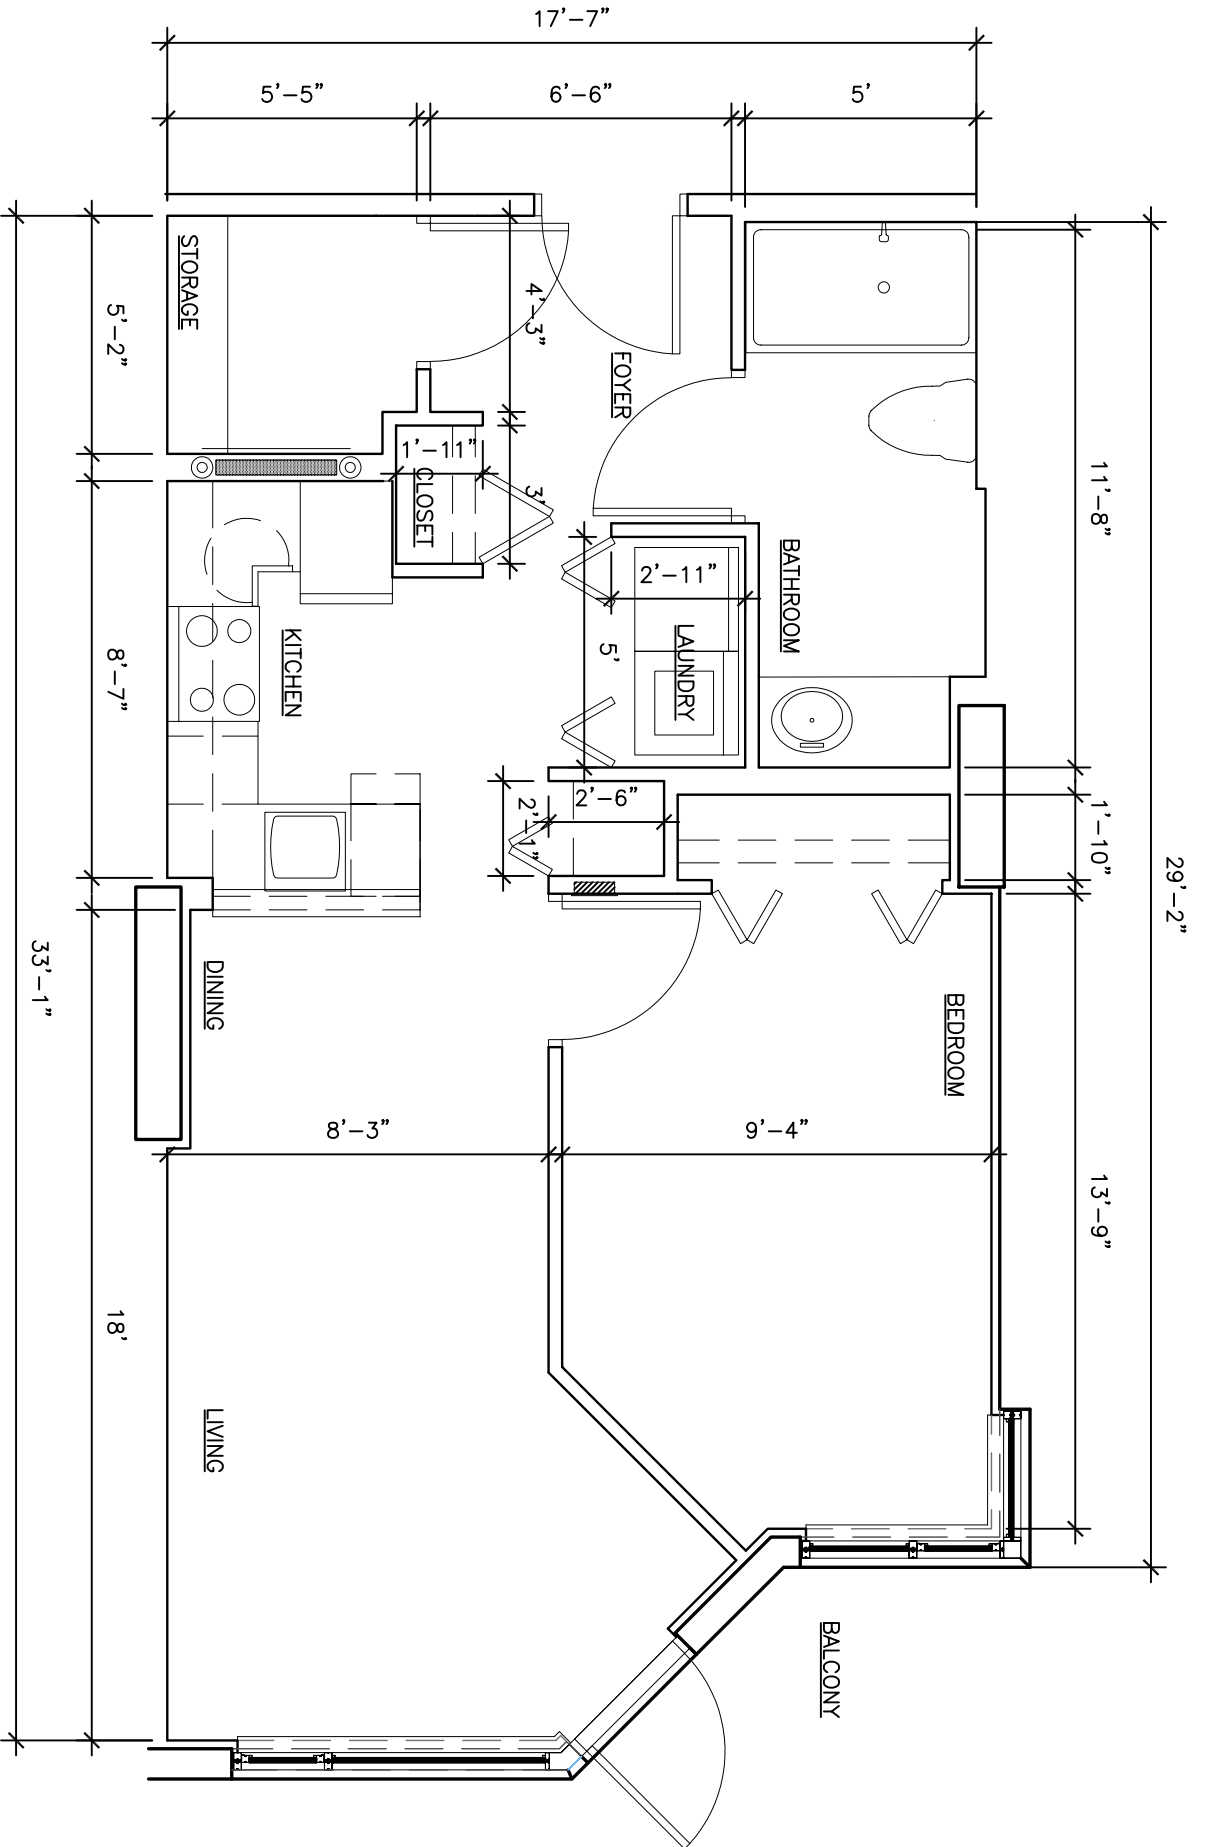 17'-7"
5'-5"
6'-6"
5'
STORAGE
5'-2"
4'-3"
FOYER
11'-8"
1'-11"
CLOSET
3'
2'-11"
BATHROOM
LAUNDRY
5'
KITCHEN
8'-7"
2'-6"
2'-1"
1'-10"
29'-2"
33'-1"
DINING
BEDROOM
8'-3"
9'-4"
13'-9"
18'
LIVING
BALCONY